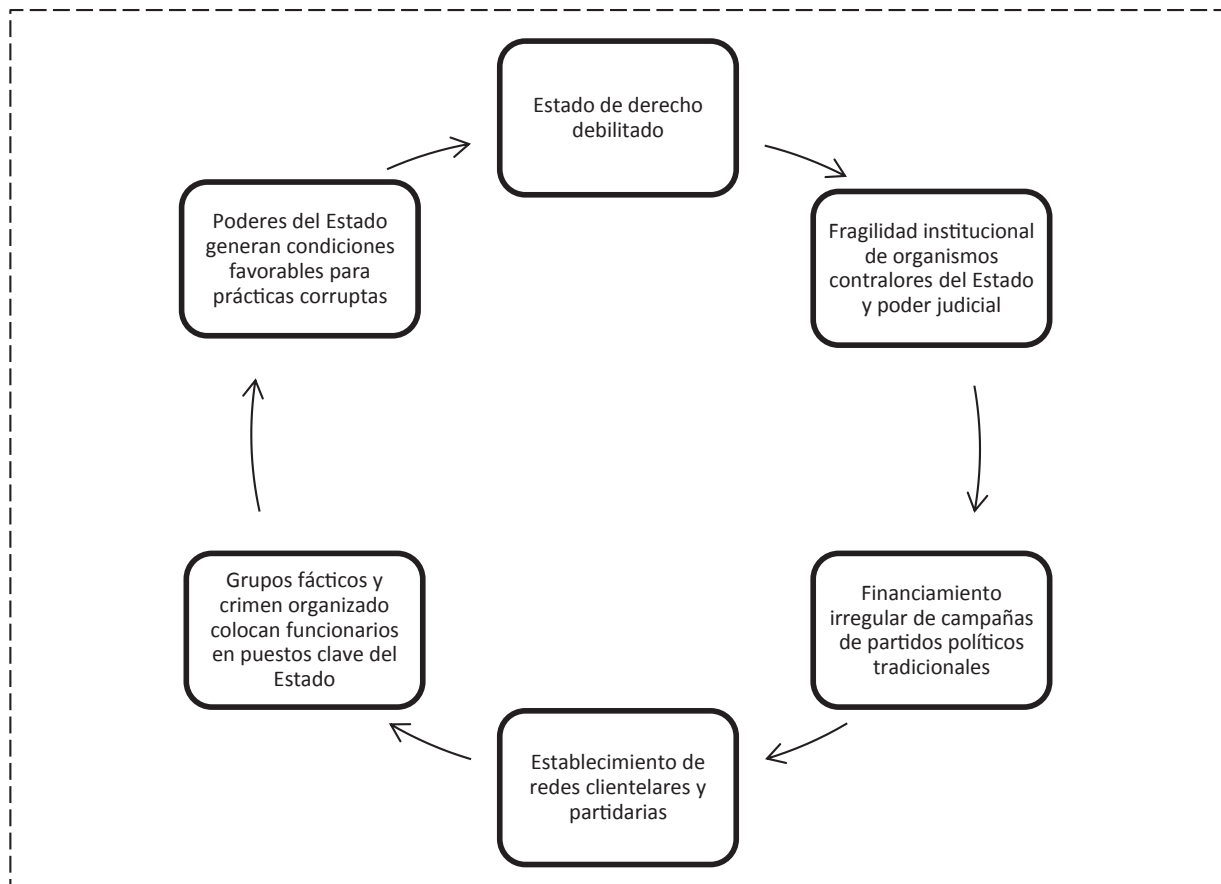 Estado de derecho
debilitado
Fragilidad institucional
de organismos
contralores del Estado
y poder judicial
Financiamiento
irregular de campañas
de partidos políticos
tradicionales
Establecimiento de
redes clientelares y
partidarias
Grupos fácticos y
crimen organizado
colocan funcionarios
en puestos clave del
Estado
Poderes del Estado
generan condiciones
favorables para
prácticas corruptas